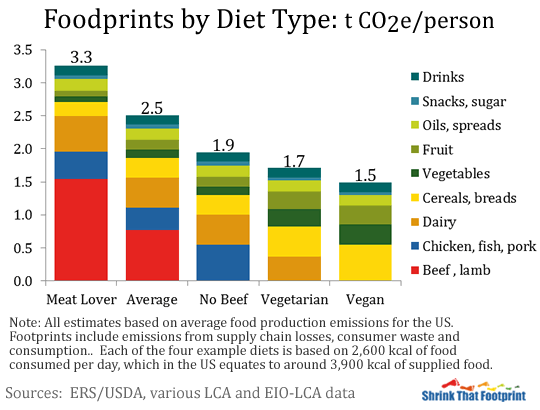 Foodprints by Diet Type: t CO2e/person
3.5
3.0
2.5
2.0
1.5
1.0
0.5
0.0
3.3
2.5
1.9
1.7
1.5
Meat Lover
Average
No Beef
Vegetarian
Vegan
Drinks
Snacks, sugar
Oils, spreads
Fruit
Vegetables
Cereals, breads
Dairy
Chicken, fish, pork
Beef , lamb
Note: All estimates based on average food production emissions for the US.
Footprints include emissions from supply chain losses, consumer waste and
consumption.. Each of the four example diets is based on 2,600 kcal of food
consumed per day, which in the US equates to around 3,900 kcal of supplied food.
Sources: ERS/USDA, various LCA and EIO-LCA data
Shrink That Footprint